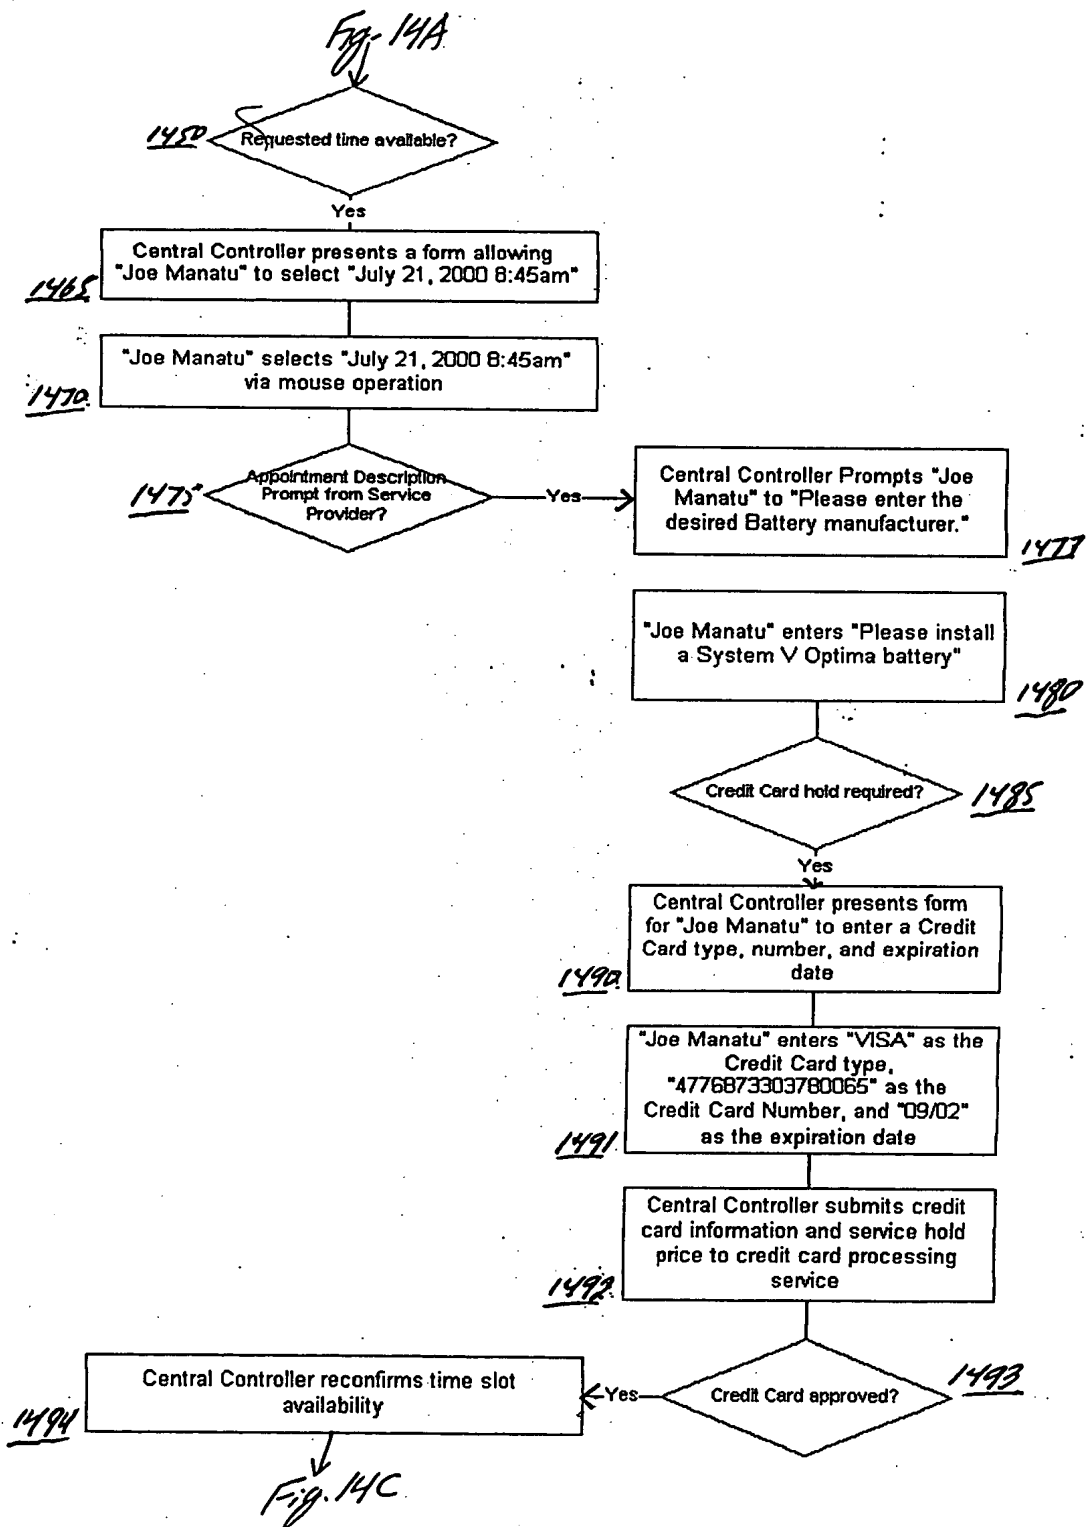 Fig. 14A
1450
Requested time available?
Yes
Central Controller presents a form allowing
"Joe Manatu" to select "July 21, 2000 8:45am"
1465
"Joe Manatu" selects "July 21, 2000 8:45am"
via mouse operation
1470
Appointment Description
Prompt from Service
Provider?
1475
Yes
Central Controller Prompts "Joe
Manatu" to "Please enter the
desired Battery manufacturer."
1477
"Joe Manatu" enters "Please install
a System V Optima battery"
1480
Credit Card hold required?
1485
Yes
Central Controller presents form
for "Joe Manatu" to enter a Credit
Card type, number, and expiration
date
1490
"Joe Manatu" enters "VISA" as the
Credit Card type,
"4776873303780065" as the
Credit Card Number, and "09/02"
as the expiration date
1491
Central Controller submits credit
card information and service hold
price to credit card processing
service
1492
Credit Card approved?
1493
Yes
Central Controller reconfirms time slot
availability
1494
Fig. 14C